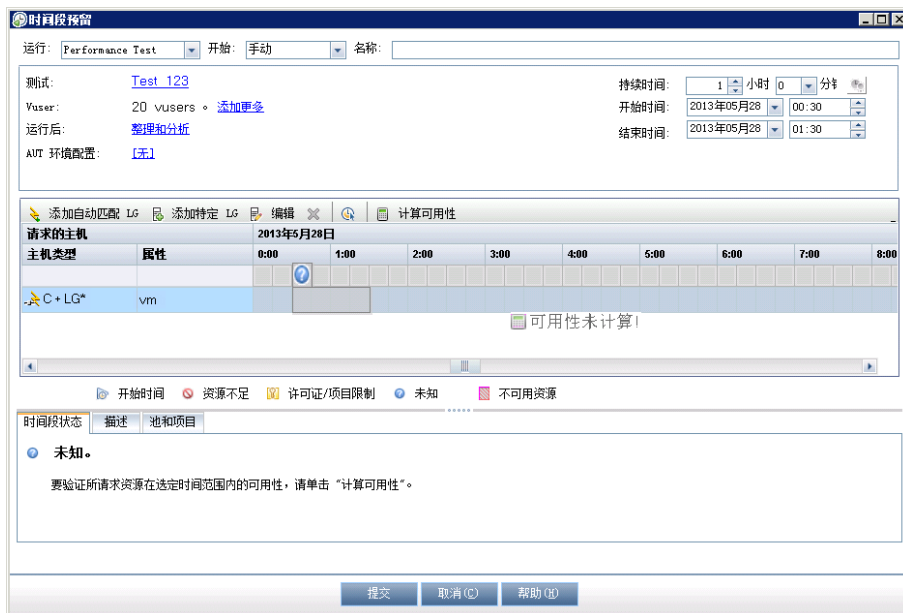 时间段预留
运行: Performance Test 开始: 手动 名称:
测试: Test_123
Vuser: 20 vusers。 添加更多
运行后: 整理和分析
AUT 环境配置: [无]
持续时间: 1 小时 0 分钟
开始时间: 2013年05月28 00:30
结束时间: 2013年05月28 01:30
添加自动匹配 LG 添加特定 LG 编辑 计算可用性
请求的主机 2013年5月28日
主机类型 属性 0:00 1:00 2:00 3:00 4:00 5:00 6:00 7:00 8:00
C + LG* vm
可用性未计算!
开始时间 资源不足 许可证/项目限制 未知 不可用资源
时间段状态 描述 池和项目
未知。
要验证所请求资源在选定时间范围内的可用性，请单击 “计算可用性”。
提交 取消(C) 帮助(H)